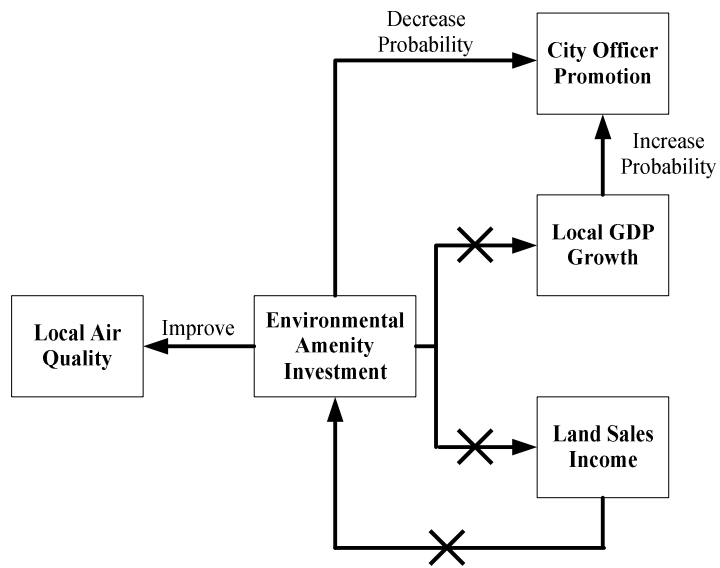 Decrease
Probability
City Officer
Promotion
Increase
Probability
Local GDP
Growth
Local Air
Quality
Improve
Environmental
Amenity
Investment
Land Sales
Income